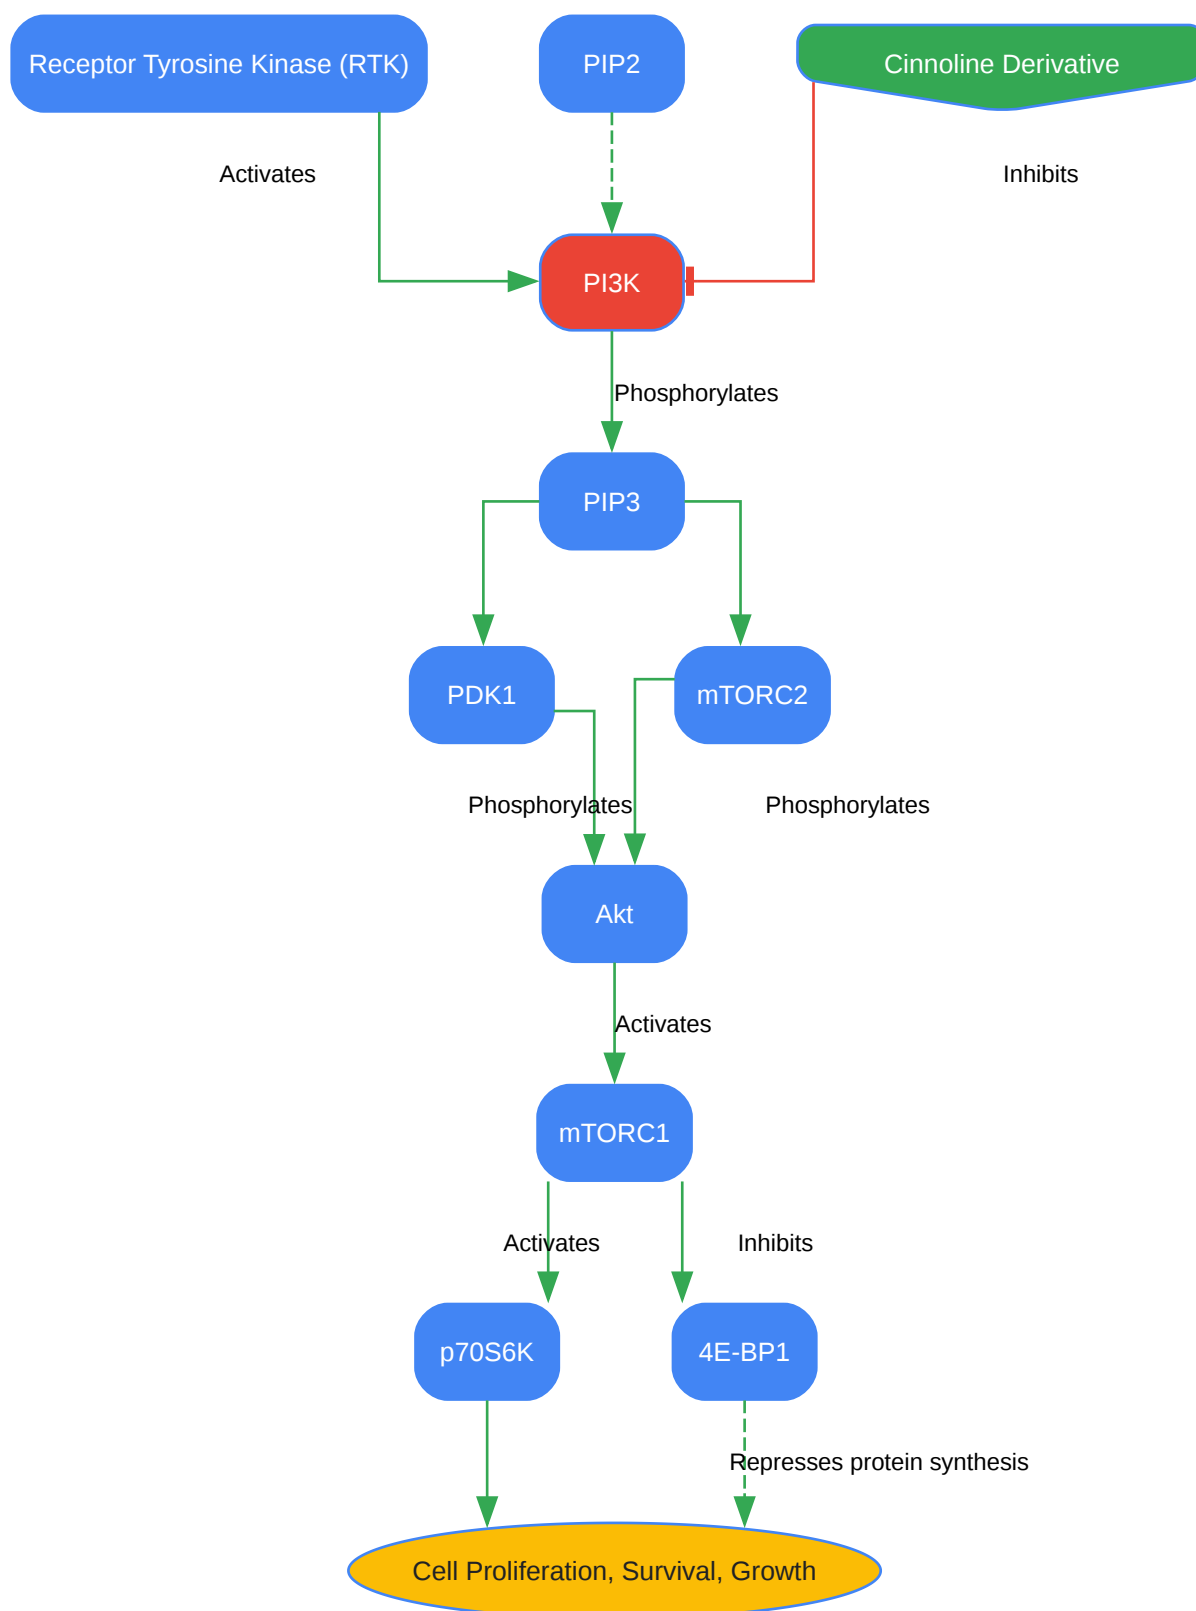 Receptor Tyrosine Kinase (RTK)
PIP2
Cinnoline Derivative
Activates
Inhibits
PI3K
Phosphorylates
PIP3
PDK1
mTORC2
Phosphorylates
Phosphorylates
Akt
Activates
mTORC1
Activates
Inhibits
p70S6K
4E-BP1
Represses protein synthesis
Cell Proliferation, Survival, Growth